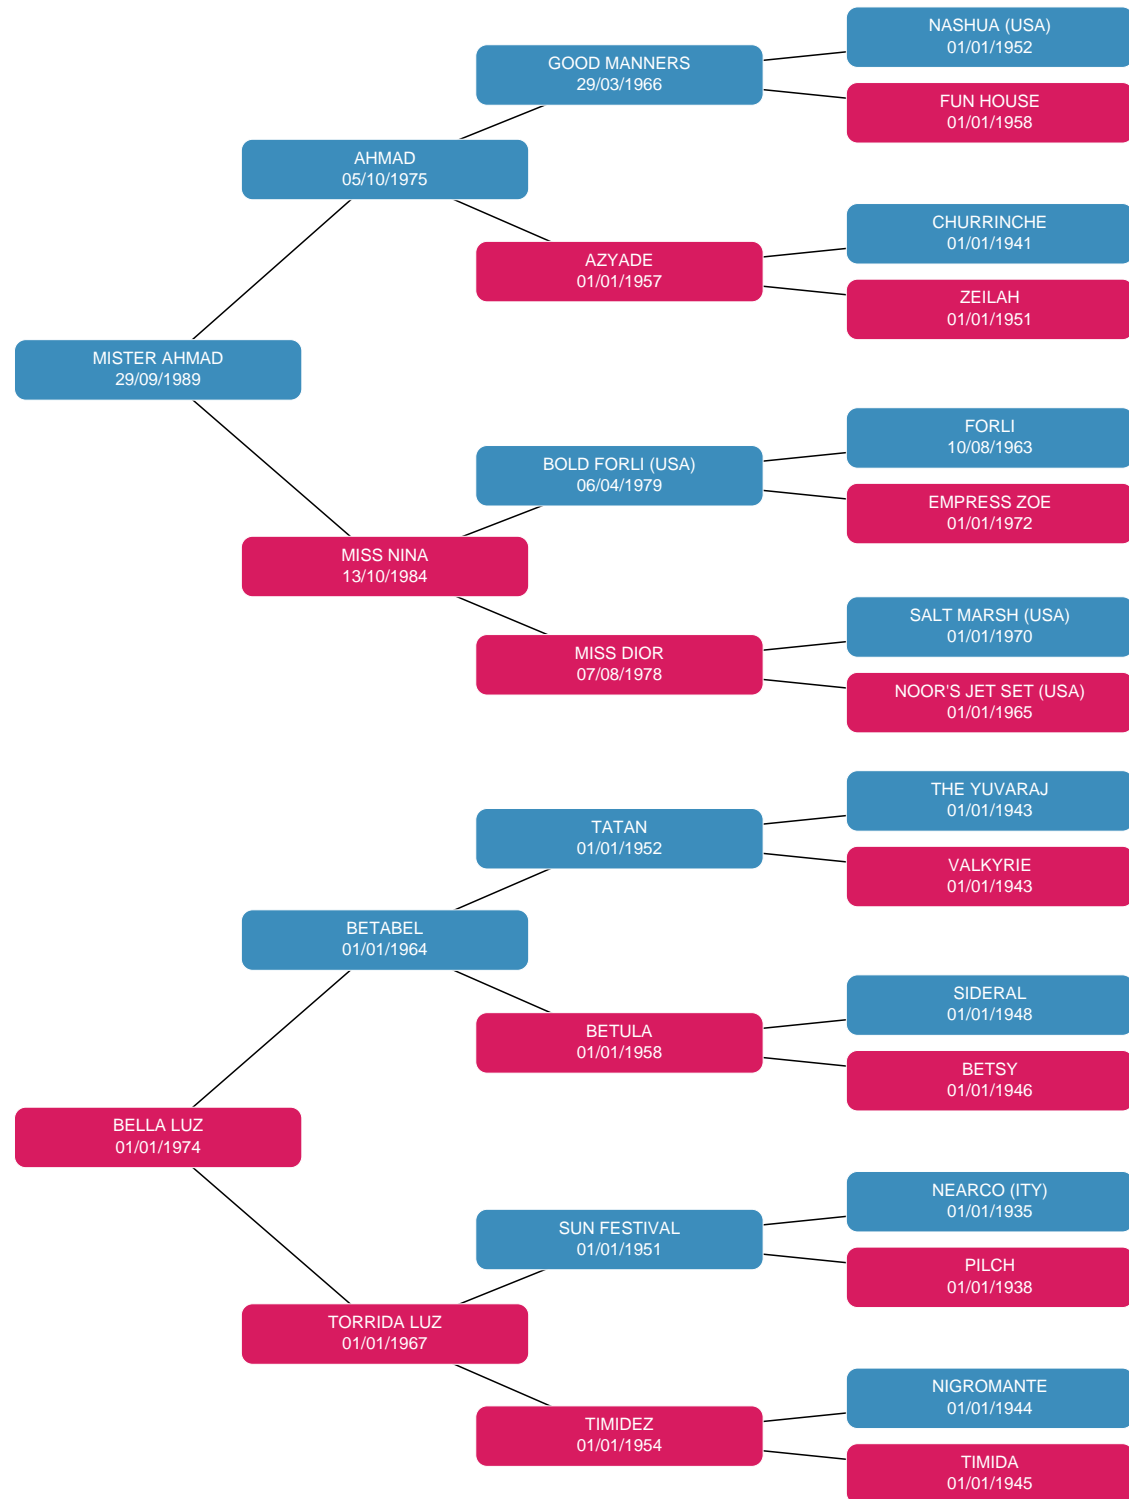 NASHUA (USA)
01/01/1952
GOOD MANNERS
29/03/1966
FUN HOUSE
01/01/1958
AHMAD
05/10/1975
CHURRINCHE
01/01/1941
AZYADE
01/01/1957
ZEILAH
01/01/1951
MISTER AHMAD
29/09/1989
FORLI
10/08/1963
BOLD FORLI (USA)
06/04/1979
EMPRESS ZOE
01/01/1972
MISS NINA
13/10/1984
SALT MARSH (USA)
01/01/1970
MISS DIOR
07/08/1978
NOOR'S JET SET (USA)
01/01/1965
THE YUVARAJ
01/01/1943
TATAN
01/01/1952
VALKYRIE
01/01/1943
BETABEL
01/01/1964
SIDERAL
01/01/1948
BETULA
01/01/1958
BETSY
01/01/1946
BELLA LUZ
01/01/1974
NEARCO (ITY)
01/01/1935
SUN FESTIVAL
01/01/1951
PILCH
01/01/1938
TORRIDA LUZ
01/01/1967
NIGROMANTE
01/01/1944
TIMIDEZ
01/01/1954
TIMIDA
01/01/1945